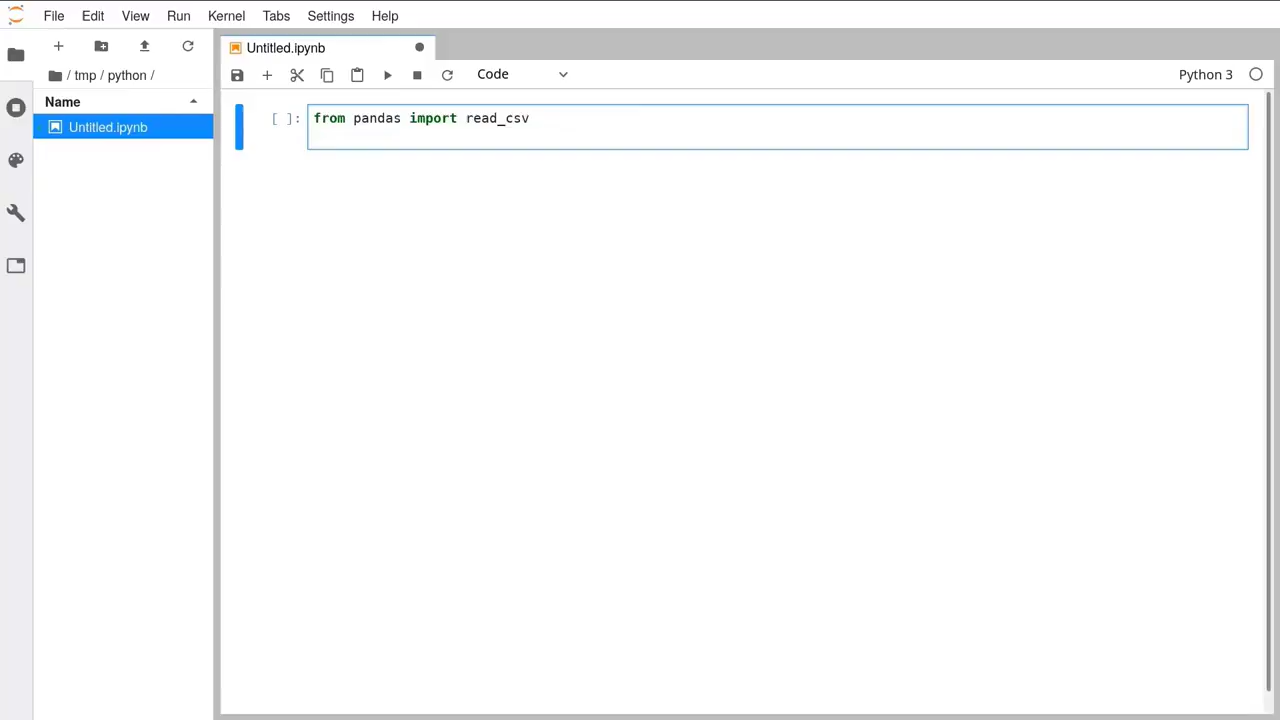 File Edit View Run Kernel Tabs Settings Help
/ tmp / python /
Name
Untitled.ipynb
Untitled.ipynb
Code
Python 3
[ ]: from pandas import read_csv